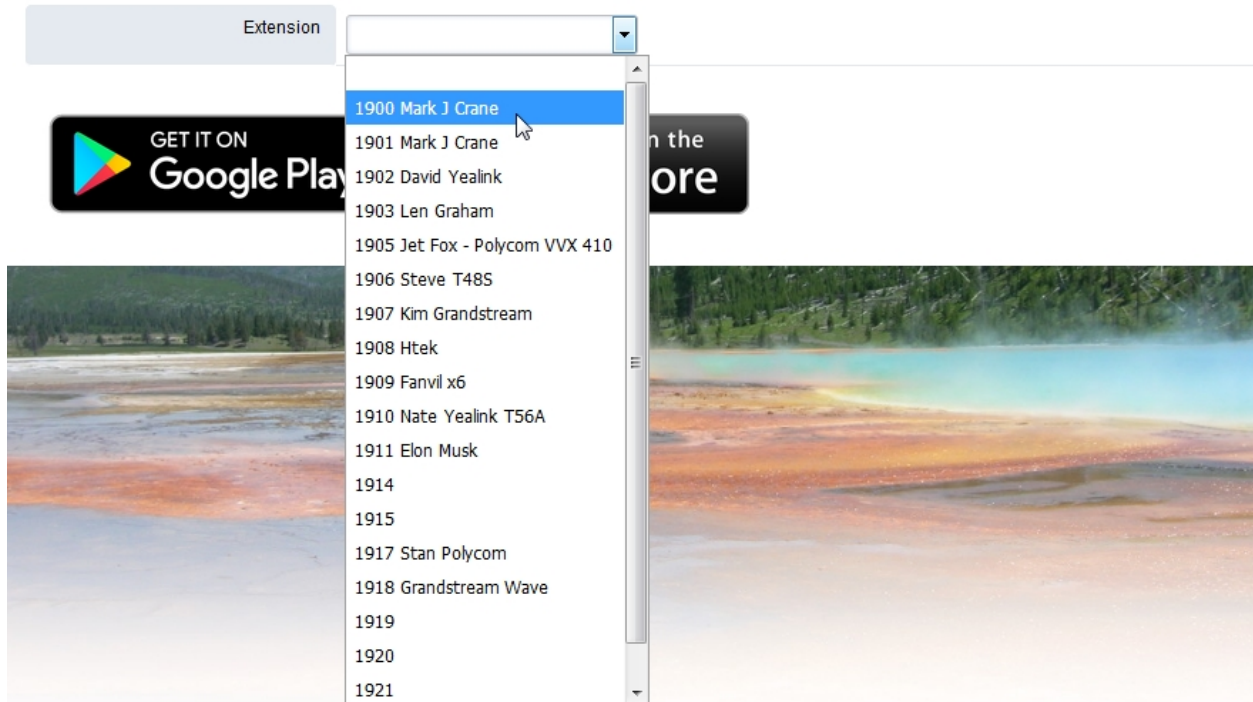 Extension
1900 Mark J Crane
1901 Mark J Crane
1902 David Yealink
1903 Len Graham
1905 Jet Fox - Polycom VVX 410
1906 Steve T48S
1907 Kim Grandstream
1908 Htek
1909 Fanvil x6
1910 Nate Yealink T56A
1911 Elon Musk
1914
1915
1917 Stan Polycom
1918 Grandstream Wave
1919
1920
1921
GET IT ON
Google Play
n the
ore